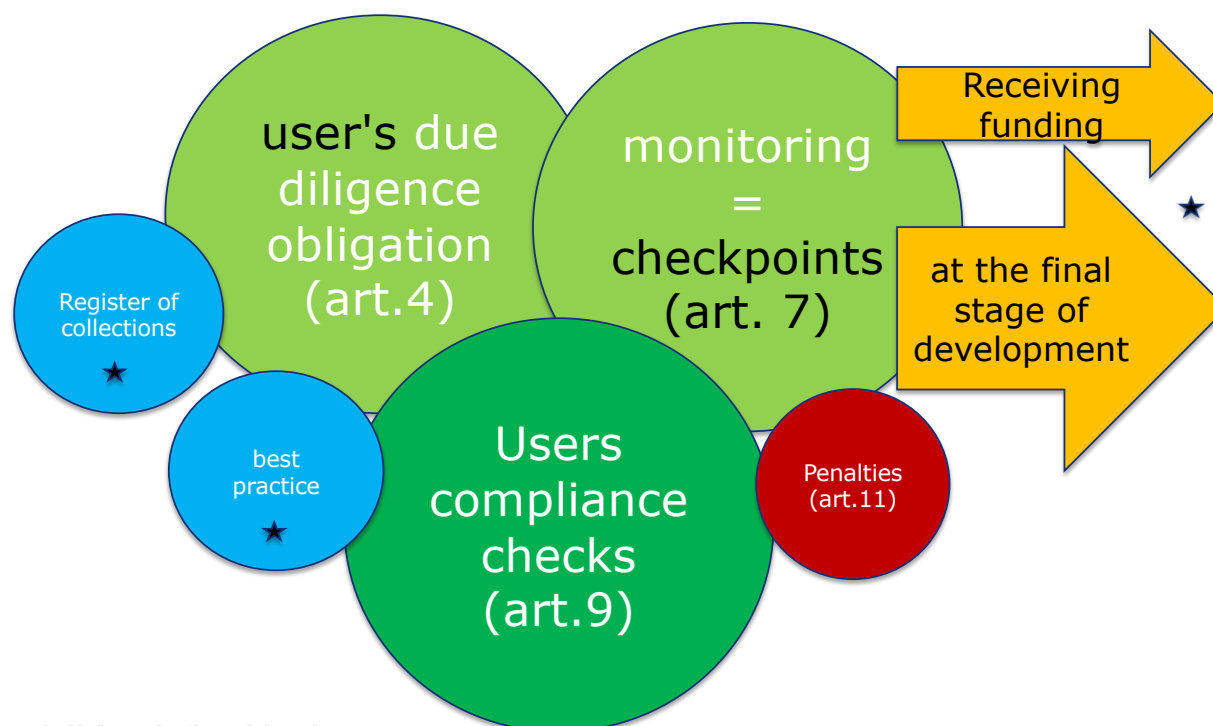 user's due
diligence
obligation
(art.4)
monitoring
=
checkpoints
(art. 7)
Receiving
funding
at the final
stage of
development
Register of
collections
best
practice
Users
compliance
checks
(art.9)
Penalties
(art.11)